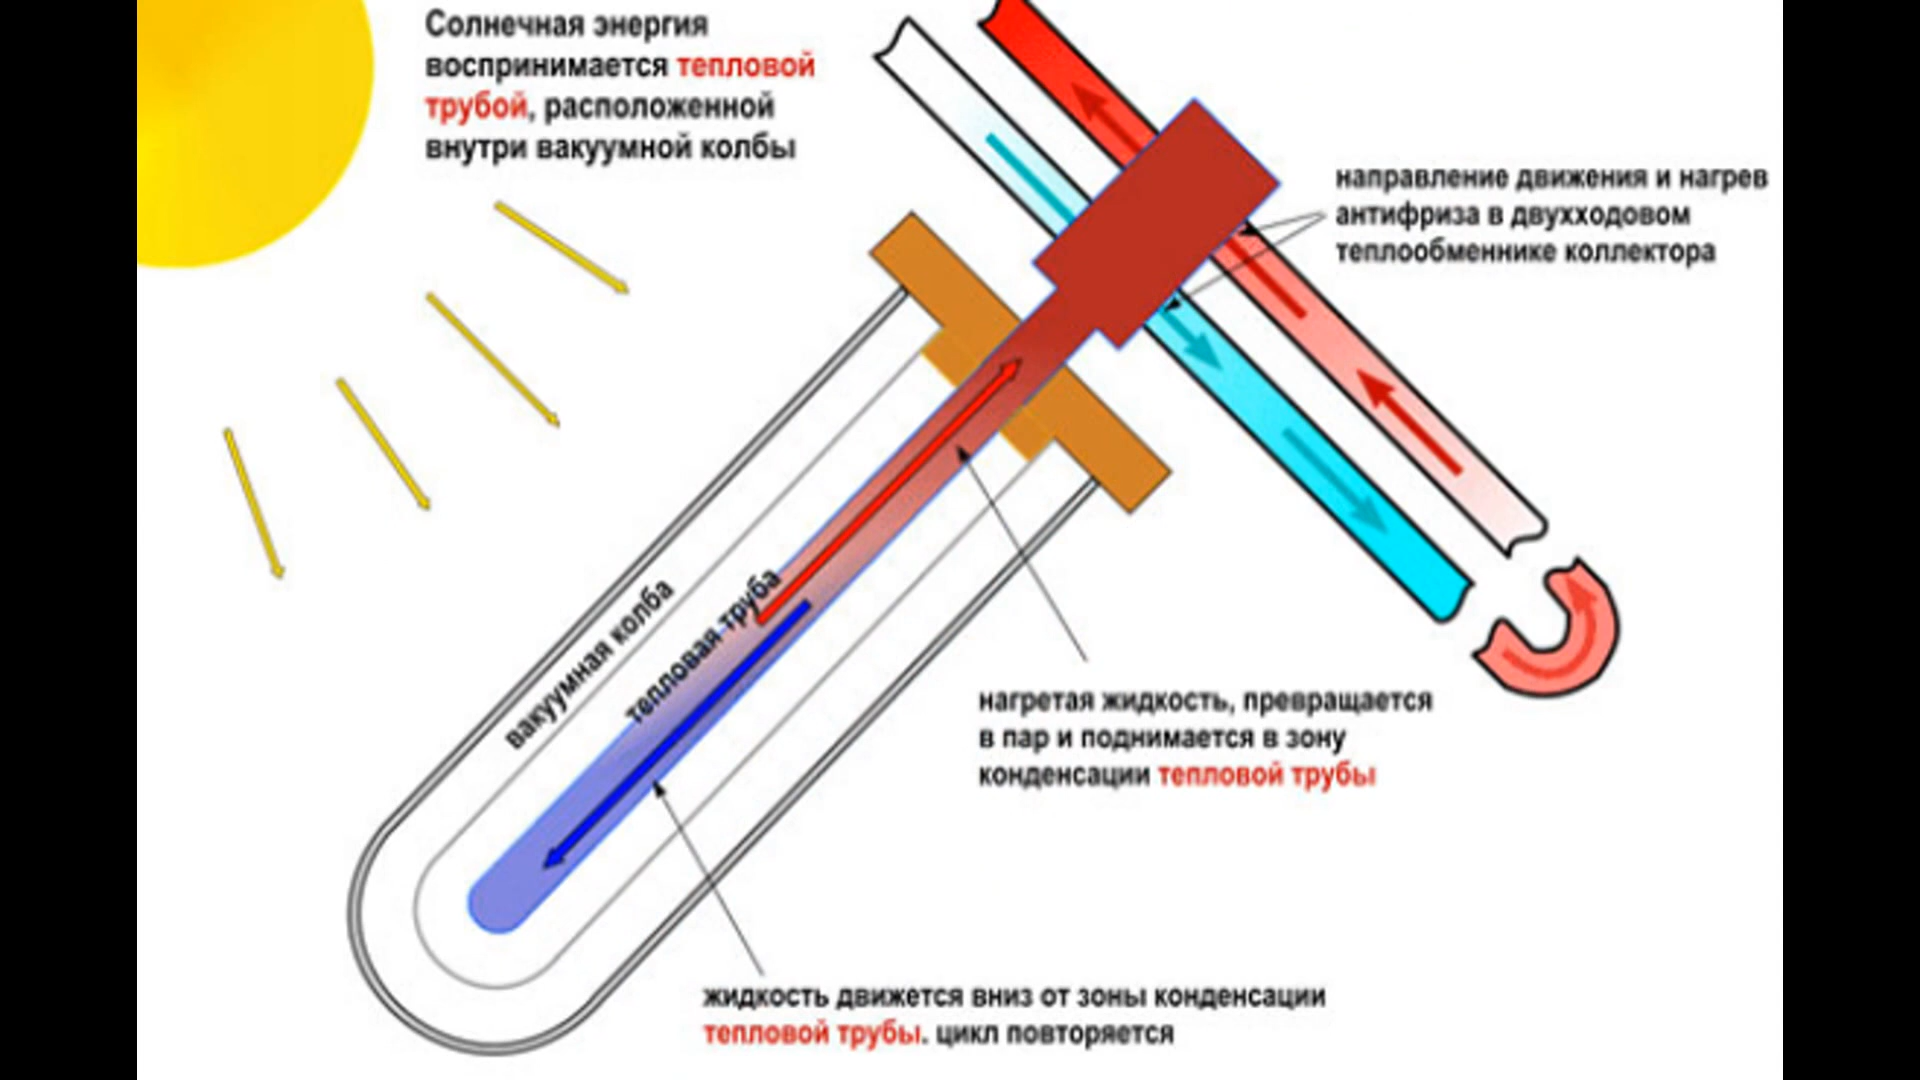 Солнечная энергия
воспринимается тепловой
трубой, расположенной
внутри вакуумной колбы
направление движения и нагрев
антифриза в двухходовом
теплообменнике коллектора
вакуумная колба
тепловая труба
нагретая жидкость, превращается
в пар и поднимается в зону
конденсации тепловой трубы
жидкость движется вниз от зоны конденсации
тепловой трубы. цикл повторяется